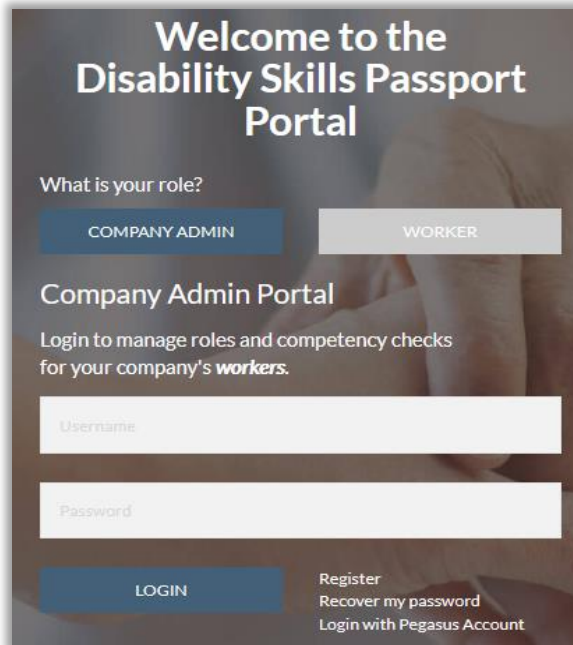 Welcome to the
Disability Skills Passport
Portal
What is your role?
COMPANY ADMIN
WORKER
Company Admin Portal
Login to manage roles and competency checks
for your company's workers.
Username
Password
LOGIN
Register
Recover my password
Login with Pegasus Account